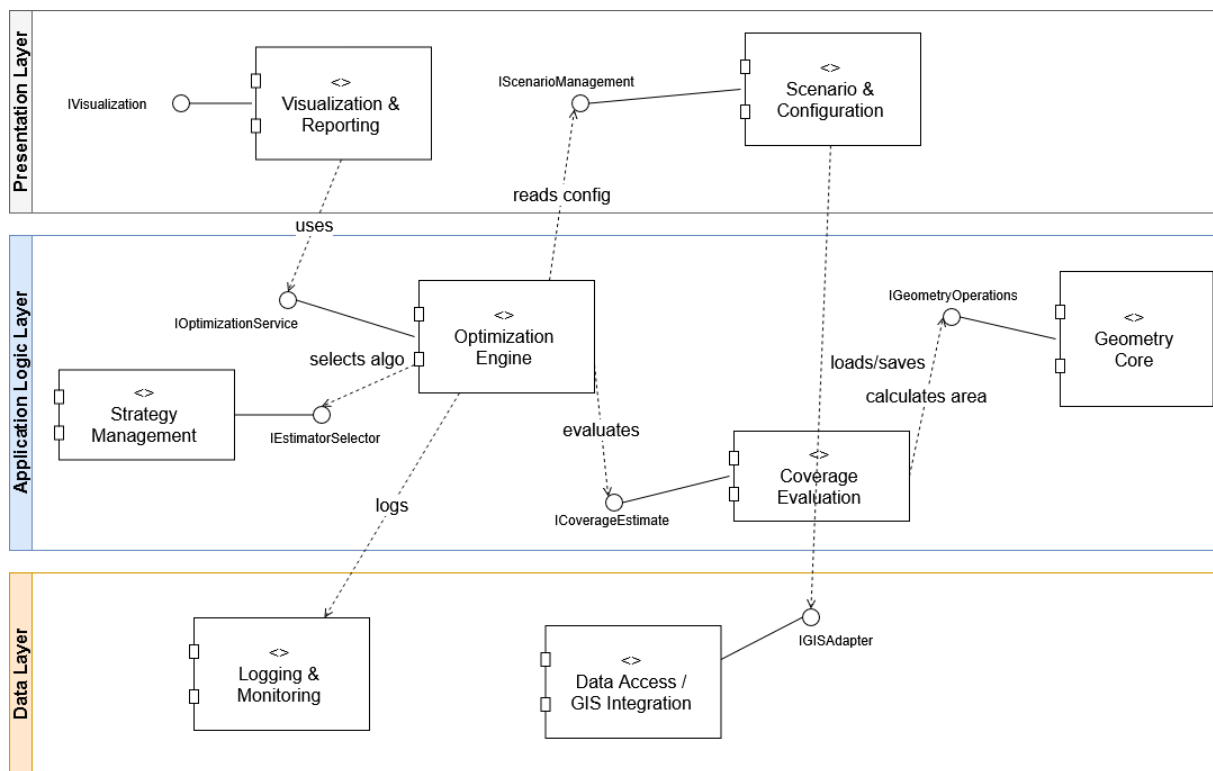 Presentation Layer
IVisualization
<>
Visualization &
Reporting
IScenarioManagement
<>
Scenario &
Configuration
reads config
uses
Application Logic Layer
IOptimizationService
<>
Optimization
Engine
IGeometryOperations
<>
Geometry
Core
selects algo
loads/saves
calculates area
<>
Strategy
Management
IEstimatorSelector
evaluates
<>
Coverage
Evaluation
ICoverageEstimate
logs
Data Layer
<>
Logging &
Monitoring
<>
Data Access /
GIS Integration
IGISAdapter